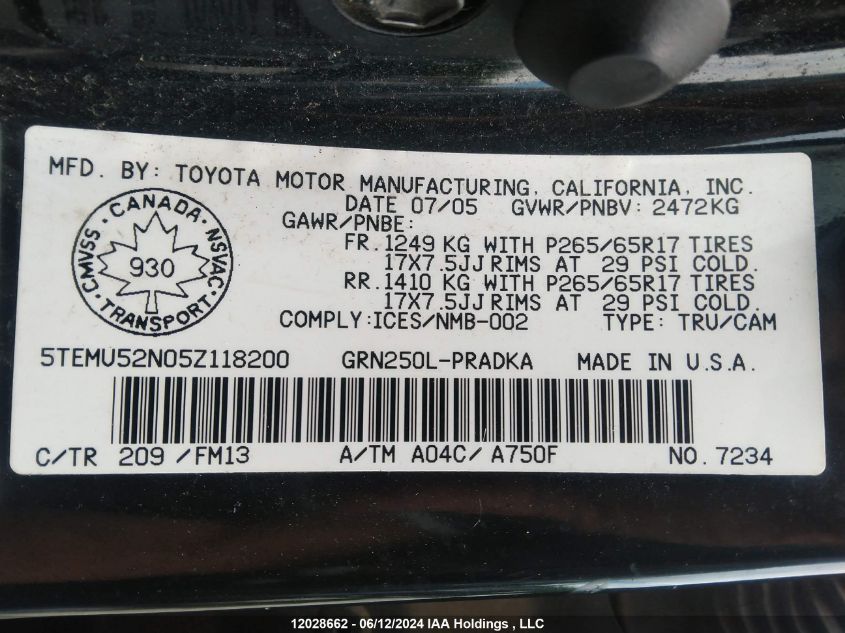 MFD. BY: TOYOTA MOTOR MANUFACTURING, CALIFORNIA, INC.
DATE 07/05 GVWR/PNBV: 2472KG
GAWR/PNBE:
FR. 1249 KG WITH P265/65R17 TIRES
17X7.5JJ RIMS AT 29 PSI COLD.
RR. 1410 KG WITH P265/65R17 TIRES
17X7.5JJ RIMS AT 29 PSI COLD.
COMPLY:ICES/NMB-002 TYPE: TRU/CAM
CMVSS · CANADA · NSVAC · TRANSPORT ·
930
5TEMU52N05Z118200 GRN250L-PRADKA MADE IN U.S.A.
C/TR 209 /FM13 A/TM A04C/ A750F NO. 7234
12028662 - 06/12/2024 IAA Holdings , LLC